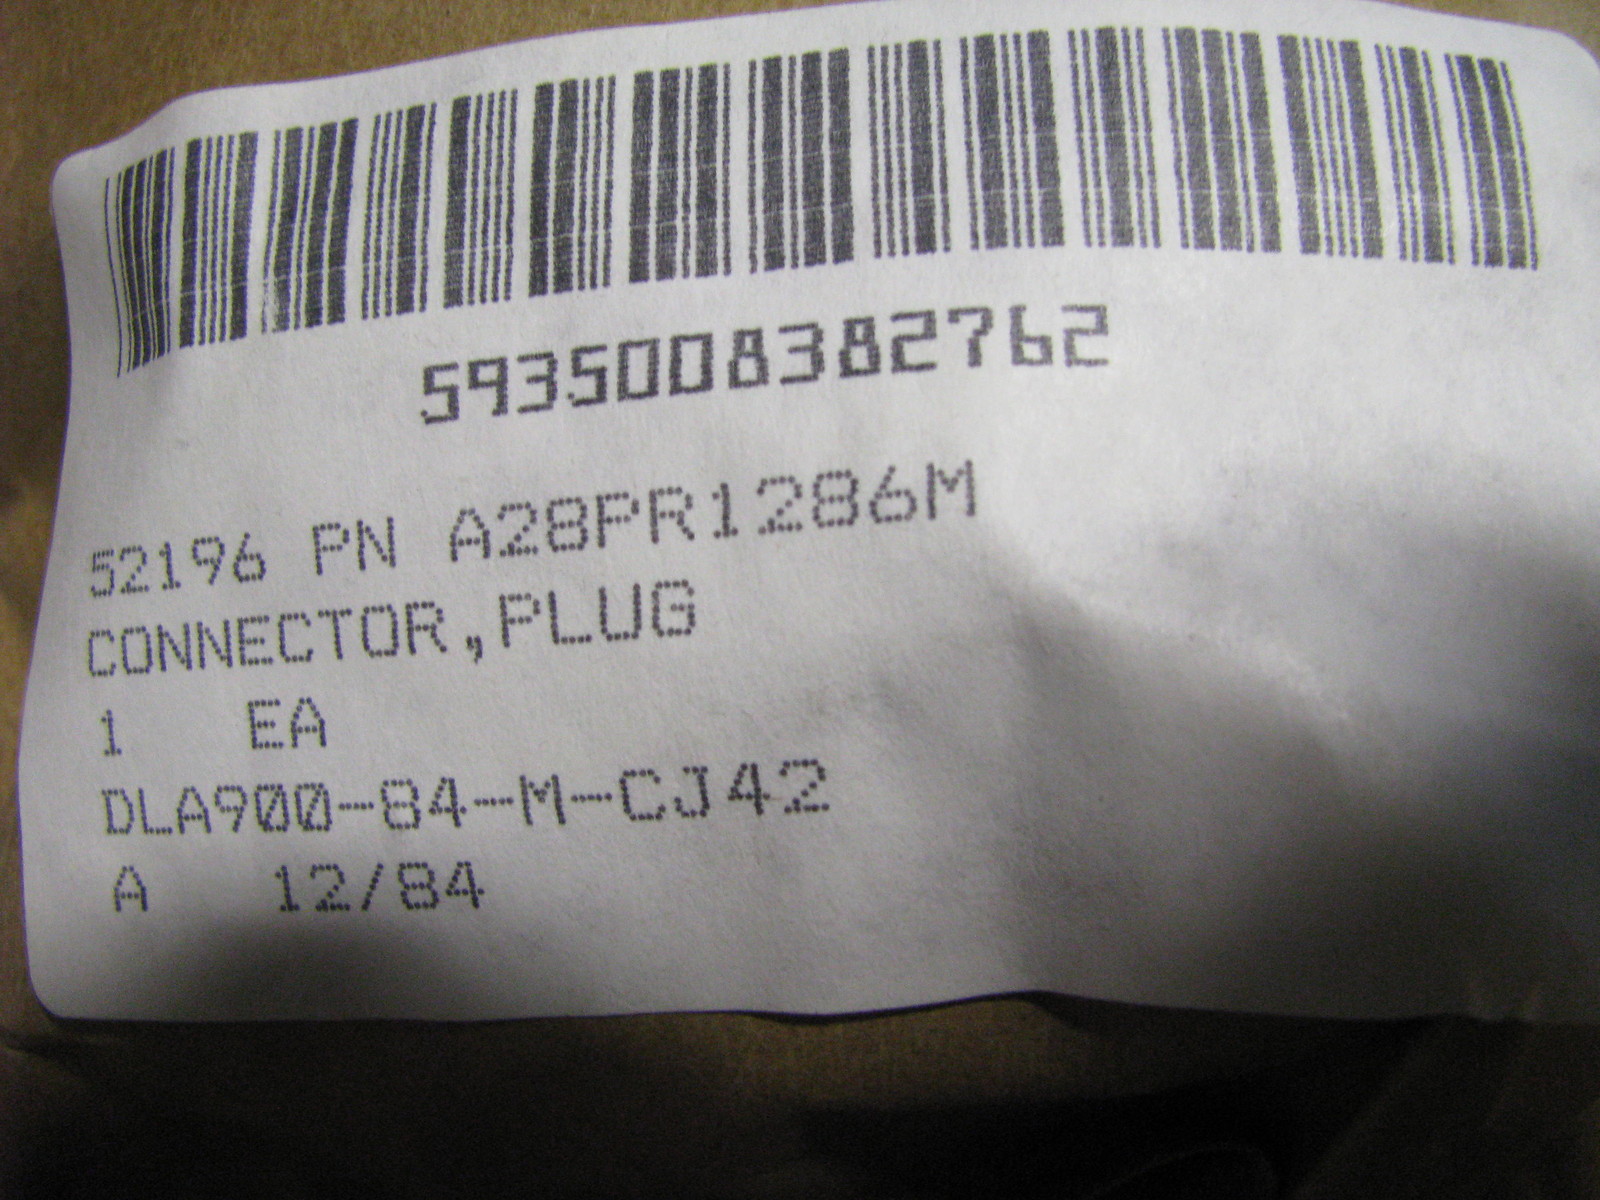 5935008382762
52196 PN A28PR1286M
CONNECTOR,PLUG
1 EA
DLA900-84-M-CJ42
A 12/84